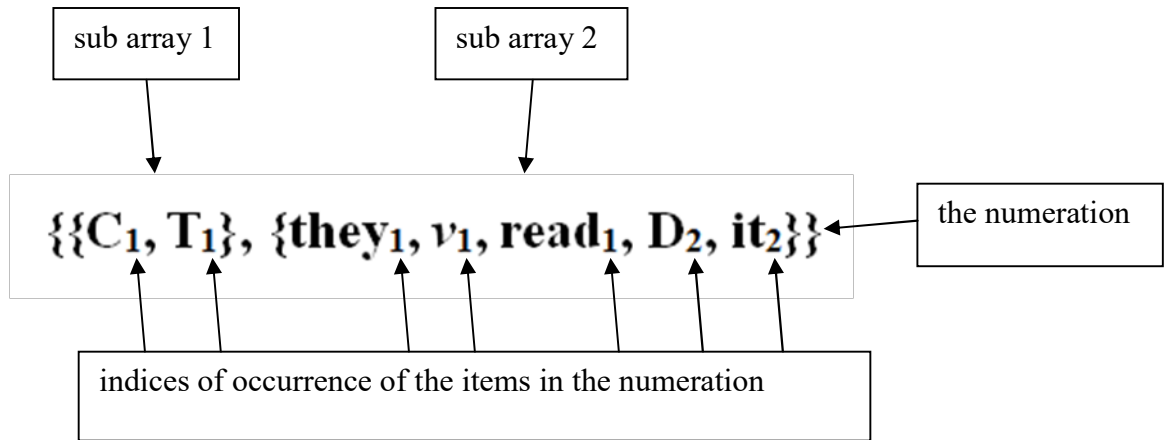 sub array 1
sub array 2
{{C₁, T₁}, {they₁, v₁, read₁, D₂, it₂}}
the numeration
indices of occurrence of the items in the numeration